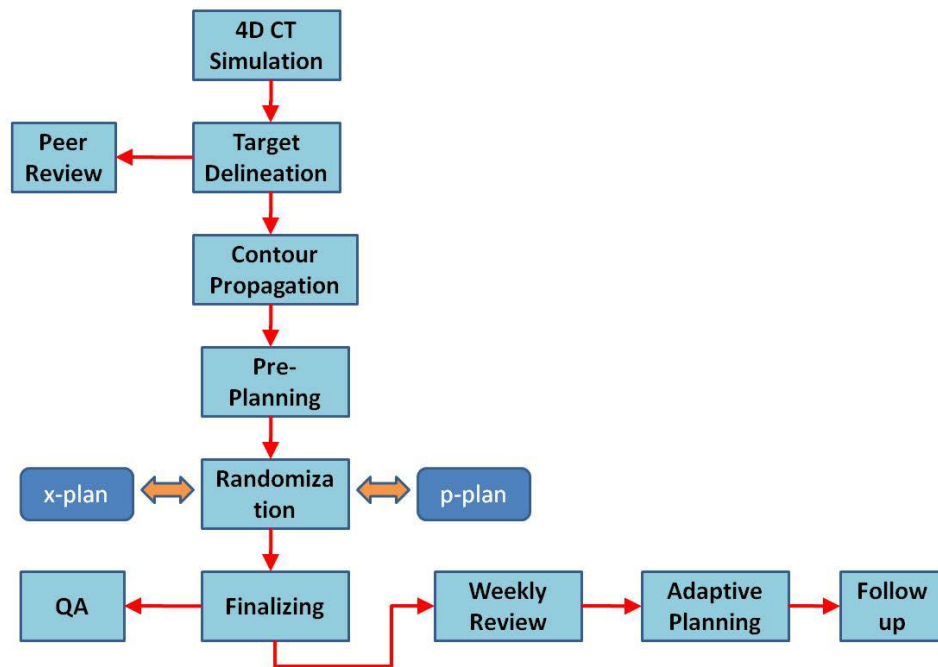 4D CT
Simulation
Peer
Review
Target
Delineation
Contour
Propagation
Pre-
Planning
x-plan
Randomiza
tion
p-plan
QA
Finalizing
Weekly
Review
Adaptive
Planning
Follow
up